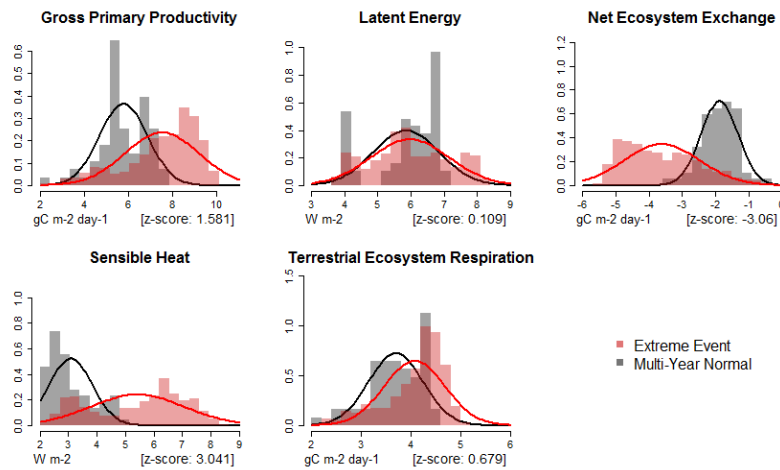 Gross Primary Productivity
0.0 0.1 0.2 0.3 0.4 0.5 0.6
2 4 6 8 10
gC m-2 day-1 [z-score: 1.581]
Latent Energy
0.0 0.2 0.4 0.6 0.8 1.0
3 4 5 6 7 8 9
W m-2 [z-score: 0.109]
Net Ecosystem Exchange
0.0 0.2 0.4 0.6 0.8 1.0 1.2
-6 -5 -4 -3 -2 -1 0
gC m-2 day-1 [z-score: -3.06]
Sensible Heat
0.0 0.2 0.4 0.6 0.8 1.0
2 3 4 5 6 7 8 9
W m-2 [z-score: 3.041]
Terrestrial Ecosystem Respiration
0.0 0.5 1.0 1.5
2 3 4 5 6
gC m-2 day-1 [z-score: 0.679]
Extreme Event
Multi-Year Normal